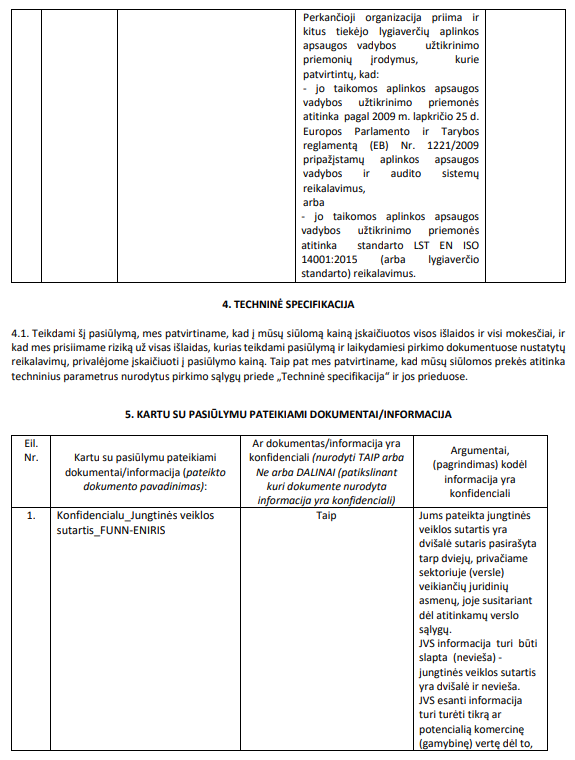 Perkančioji organizacija priima ir
kitus tiekėjo lygiaverčių aplinkos
apsaugos vadybos užtikrinimo
priemonių įrodymus, kurie
patvirtintų, kad:
- jo taikomos aplinkos apsaugos
vadybos užtikrinimo priemonės
atitinka pagal 2009 m. lapkričio 25 d.
Europos Parlamento ir Tarybos
reglamentą (EB) Nr. 1221/2009
pripažįstamų aplinkos apsaugos
vadybos ir audito sistemų
reikalavimus,
arba
- jo taikomos aplinkos apsaugos
vadybos užtikrinimo priemonės
atitinka standarto LST EN ISO
14001:2015 (arba lygiaverčio
standarto) reikalavimus.
4. TECHNINĖ SPECIFIKACIJA
4.1. Teikdami šį pasiūlymą, mes patvirtiname, kad į mūsų siūlomą kainą įskaičiuotos visos išlaidos ir visi mokesčiai, ir
kad mes prisiimame riziką už visas išlaidas, kurias teikdami pasiūlymą ir laikydamiesi pirkimo dokumentuose nustatytų
reikalavimų, privalėjome įskaičiuoti į pasiūlymo kainą. Taip pat mes patvirtiname, kad mūsų siūlomos prekės atitinka
techninius parametrus nurodytus pirkimo sąlygų priede „Techninė specifikacija“ ir jos prieduose.
5. KARTU SU PASIŪLYMU PATEIKIAMI DOKUMENTAI/INFORMACIJA
Eil.
Nr.
Kartu su pasiūlymu pateikiami
dokumentai/informacija (pateikto
dokumento pavadinimas):
Ar dokumentas/informacija yra
konfidenciali (nurodyti TAIP arba
Ne arba DALINAI (patikslinant
kuri dokumente nurodyta
informacija yra konfidenciali)
Argumentai,
(pagrindimas) kodėl
informacija yra
konfidenciali
1.
Konfidencialu_Jungtinės veiklos
sutartis_FUNN-ENIRIS
Taip
Jums pateikta jungtinės
veiklos sutartis yra
dvišalė sutaris pasirašyta
tarp dviejų, privačiame
sektoriuje (versle)
veikiančių juridinių
asmenų, joje susitariant
dėl atitinkamų verslo
sąlygų.
JVS informacija turi būti
slapta (nevieša) -
jungtinės veiklos sutartis
yra dvišalė ir nevieša.
JVS esanti informacija
turi turėti tikrą ar
potencialią komercinę
(gamybinę) vertę dėl to,